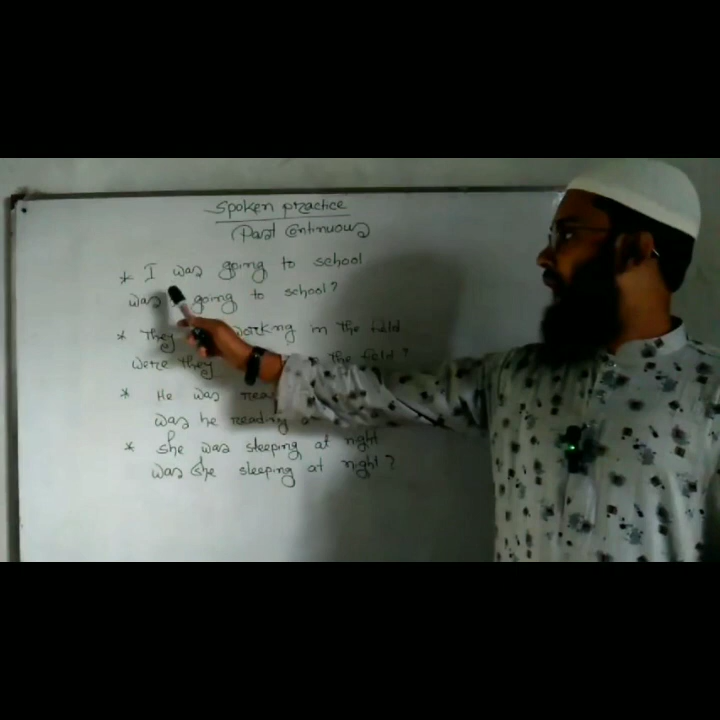 Spoken practice
Past Continuous
* I was going to school
was going to school?
* They working in the field
were they the field?
* He was
was he reading
* She was sleeping at night
was she sleeping at night?